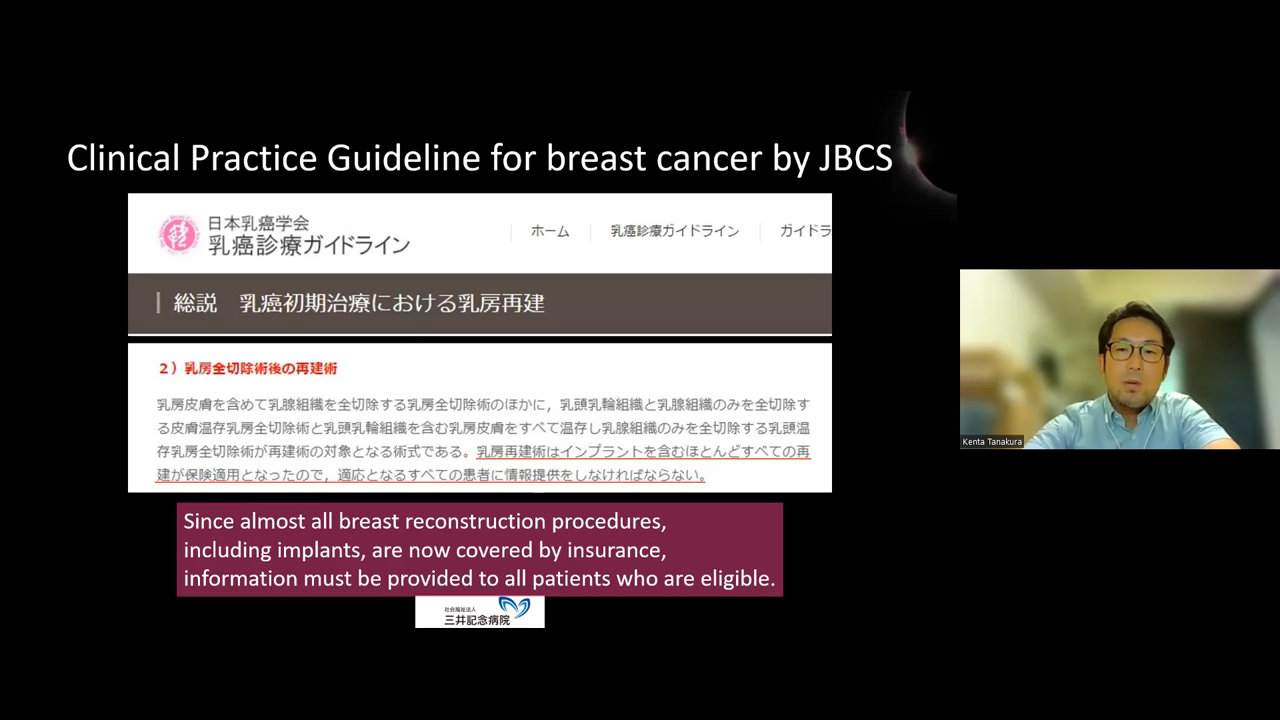 Clinical Practice Guideline for breast cancer by JBCS
日本乳癌学会
乳癌診療ガイドライン
ホーム
乳癌診療ガイドライン
ガイドラ
総説 乳癌初期治療における乳房再建
2）乳房全切除術後の再建術
乳房皮膚を含めて乳腺組織を全切除する乳房全切除術のほかに，乳頭乳輪組織と乳腺組織のみを全切除す
る皮膚温存乳房全切除術と乳頭乳輪組織を含む乳房皮膚をすべて温存し乳腺組織のみを全切除する乳頭温
存乳房全切除術が再建術の対象となる術式である。乳房再建術はインプラントを含むほとんどすべての再
建が保険適用となったので，適応となるすべての患者に情報提供をしなければならない。
Since almost all breast reconstruction procedures,
including implants, are now covered by insurance,
information must be provided to all patients who are eligible.
社会福祉法人
三井記念病院
Kenta Tanakura